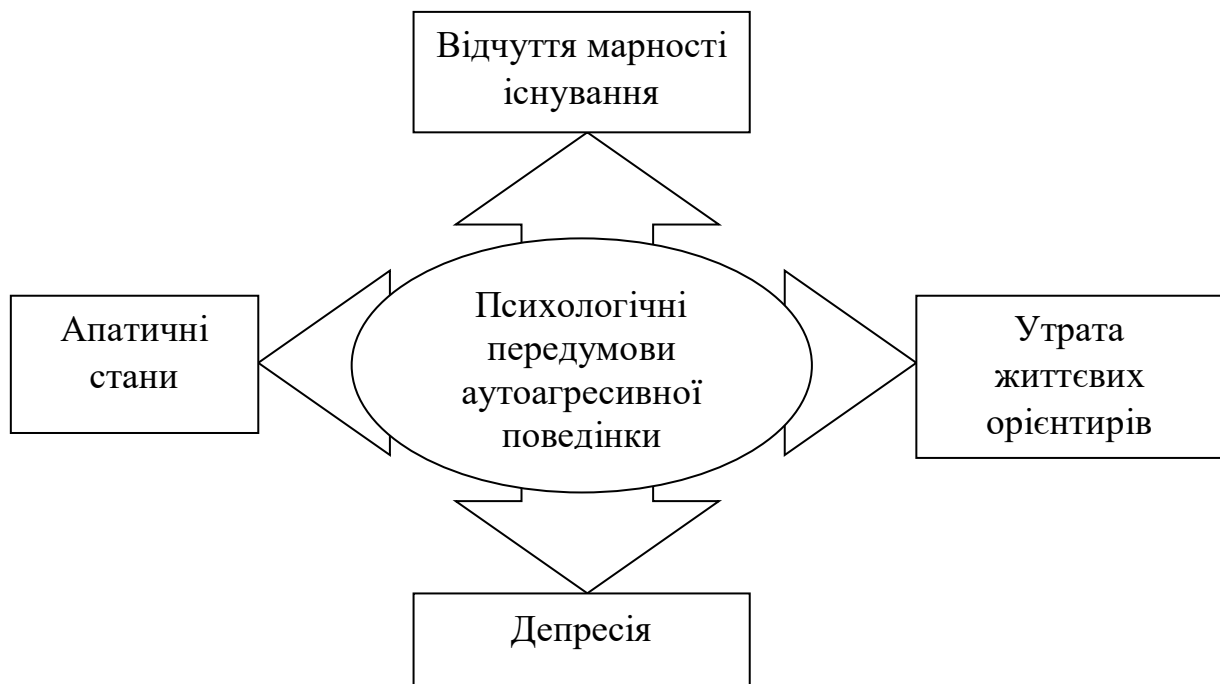 Відчуття марності
існування
Апатичні
стани
Психологічні
передумови
аутоагресивної
поведінки
Утрата
життєвих
орієнтирів
Депресія